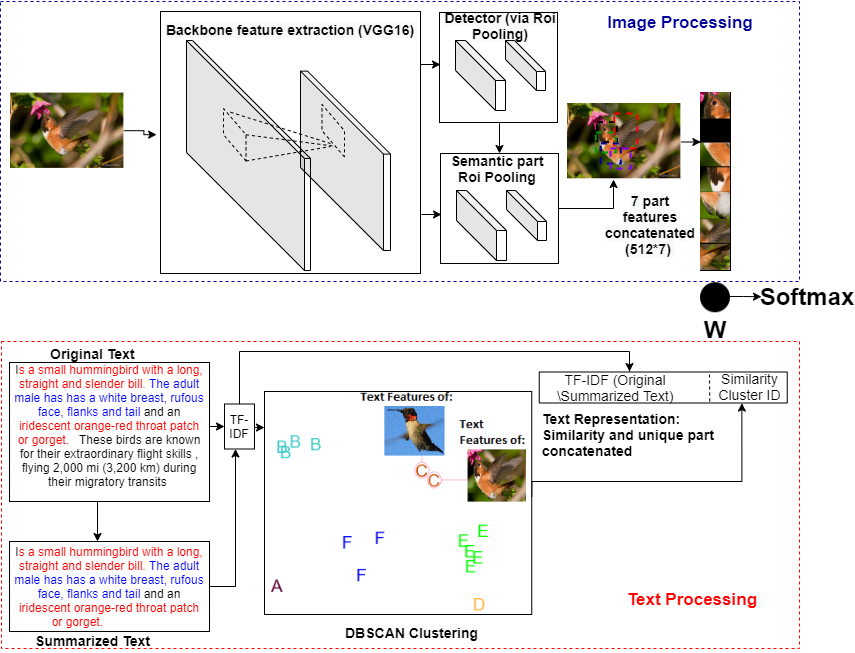 Image Processing
Backbone feature extraction (VGG16)
Detector (via Roi
Pooling)
Semantic part
Roi Pooling
7 part
features
concatenated
(512*7)
Softmax
W
Original Text
Is a small hummingbird with a long,
straight and slender bill. The adult
male has has a white breast, rufous
face, flanks and tail and an
iridescent orange-red throat patch
or gorget. These birds are known
for their extraordinary flight skills ,
flying 2,000 mi (3,200 km) during
their migratory transits
Is a small hummingbird with a long,
straight and slender bill. The adult
male has has a white breast, rufous
face, flanks and tail and an
iridescent orange-red throat patch
or gorget.
Summarized Text
TF-
IDF
Text Features of:
Text
Features of:
B
B
B
B
C
C
F
F
F
E
E
E
E
E
A
D
DBSCAN Clustering
TF-IDF (Original
\Summarized Text)
Similarity
Cluster ID
Text Representation:
Similarity and unique part
concatenated
Text Processing